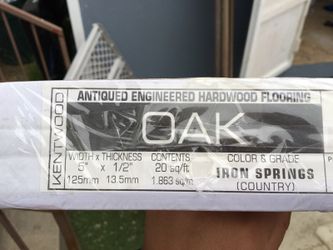 KENTWOOD
ANTIQUED ENGINEERED HARDWOOD FLOORING
OAK
WIDTH x THICKNESS
5" x 1/2"
125mm 13.5mm
CONTENTS
20 sq/ft
1.863 sq/m
COLOR & GRADE
IRON SPRINGS
(COUNTRY)
P